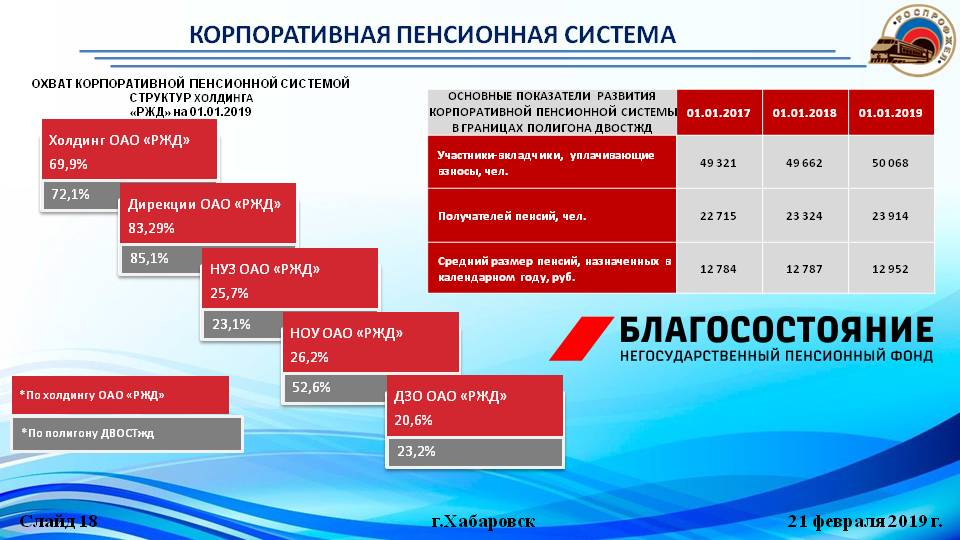 КОРПОРАТИВНАЯ ПЕНСИОННАЯ СИСТЕМА
РОСПРОФЖЕЛ
ОХВАТ КОРПОРАТИВНОЙ ПЕНСИОННОЙ СИСТЕМОЙ
СТРУКТУР ХОЛДИНГА
«РЖД» на 01.01.2019
Холдинг ОАО «РЖД»
69,9%
72,1%
Дирекции ОАО «РЖД»
83,29%
85,1%
НУЗ ОАО «РЖД»
25,7%
23,1%
НОУ ОАО «РЖД»
26,2%
52,6%
ДЗО ОАО «РЖД»
20,6%
23,2%
*По холдингу ОАО «РЖД»
*По полигону ДВОСТжд
ОСНОВНЫЕ ПОКАЗАТЕЛИ РАЗВИТИЯ
КОРПОРАТИВНОЙ ПЕНСИОННОЙ СИСТЕМЫ
В ГРАНИЦАХ ПОЛИГОНА ДВОСТЖД
01.01.2017 01.01.2018 01.01.2019
Участники-вкладчики, уплачивающие
взносы, чел.
49 321 49 662 50 068
Получателей пенсий, чел.
22 715 23 324 23 914
Средний размер пенсий, назначенных в
календарном году, руб.
12 784 12 787 12 952
БЛАГОСОСТОЯНИЕ
НЕГОСУДАРСТВЕННЫЙ ПЕНСИОННЫЙ ФОНД
Слайд 18
г.Хабаровск
21 февраля 2019 г.